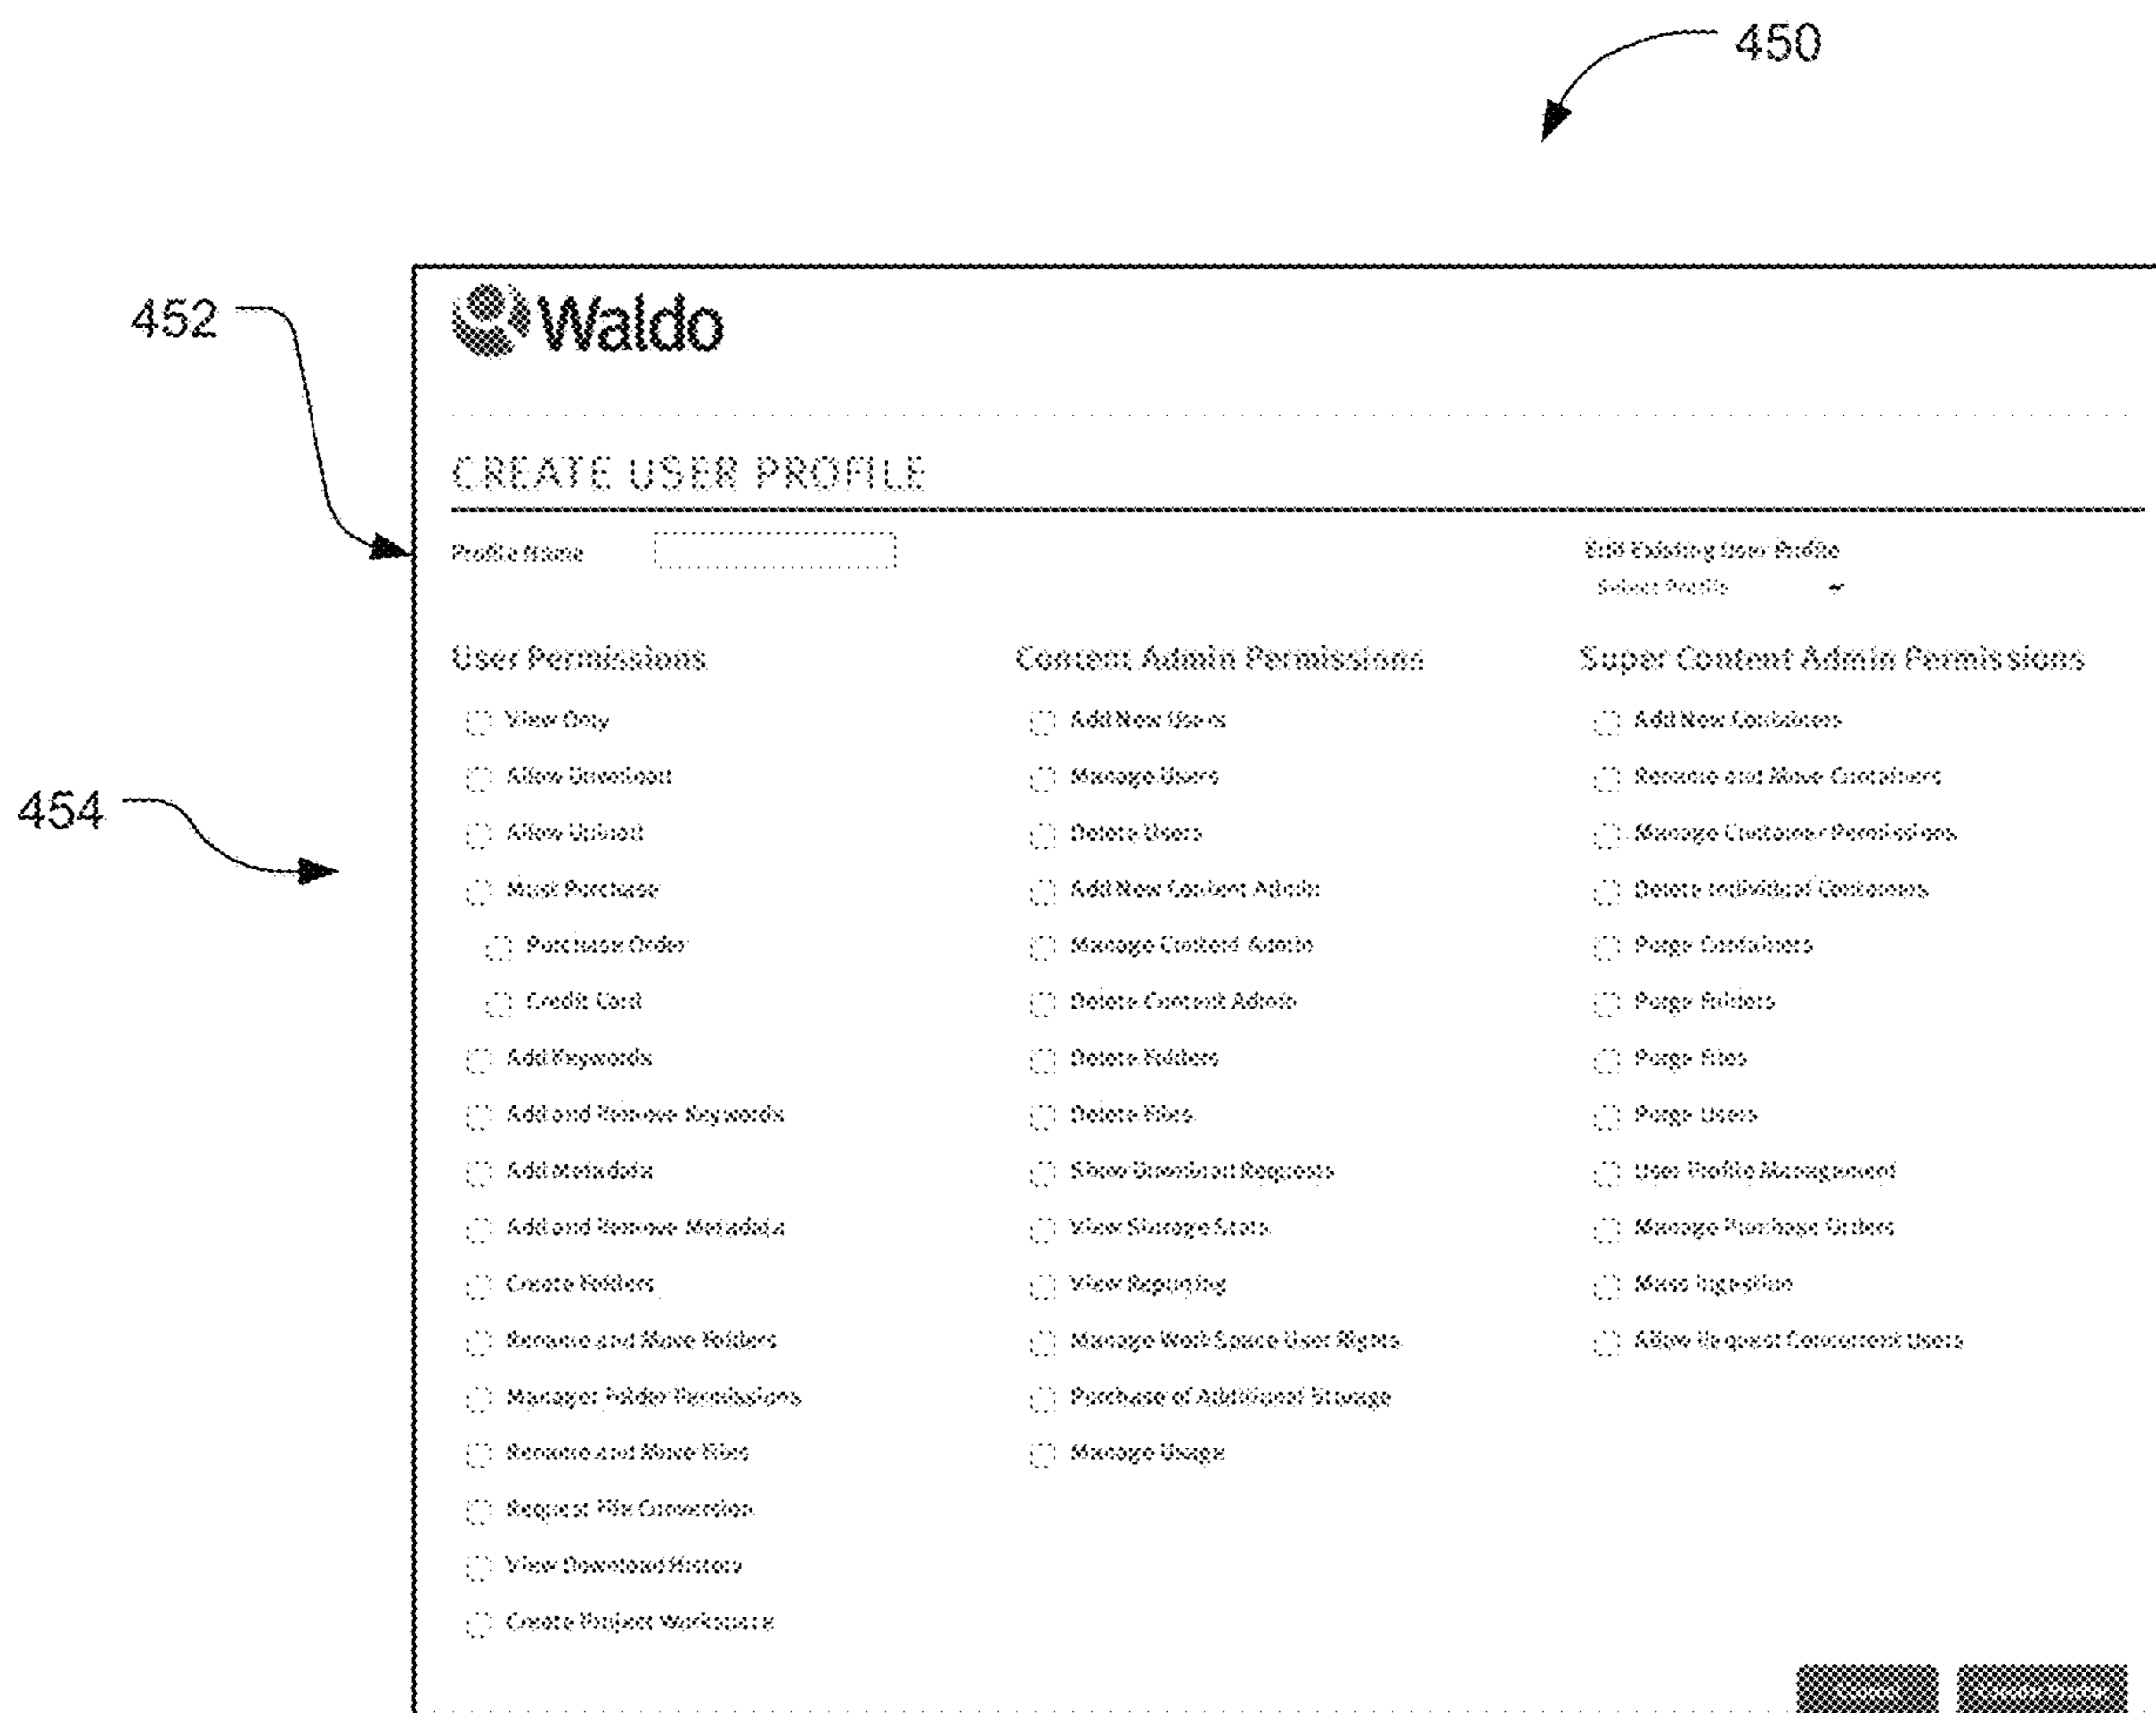 450
452
Waldo
CREATE USER PROFILE
Profile Name
Edit Existing User Profile
Select Profile
454
User Permissions
View Only
Allow Download
Allow Upload
Must Purchase
Purchase Order
Credit Card
Add Keywords
Add and Remove Keywords
Add Metadata
Add and Remove Metadata
Create Folders
Rename and Move Folders
Manager Folder Permissions
Rename and Move Files
Request File Conversion
View Download History
Create Project Workspace
Content Admin Permissions
Add New Users
Manage Users
Delete Users
Add New Content Admin
Manage Content Admin
Delete Content Admin
Delete Folders
Delete Files
Show Download Requests
View Storage Stats
View Reporting
Manage Work Space User Rights
Purchase of Additional Storage
Manage Usage
Super Content Admin Permissions
Add New Containers
Rename and Move Containers
Manage Container Permissions
Delete Individual Containers
Purge Containers
Purge Folders
Purge Files
Purge Users
User Profile Management
Manage Purchase Orders
Mass Ingestion
Allow Request Concurrent Users